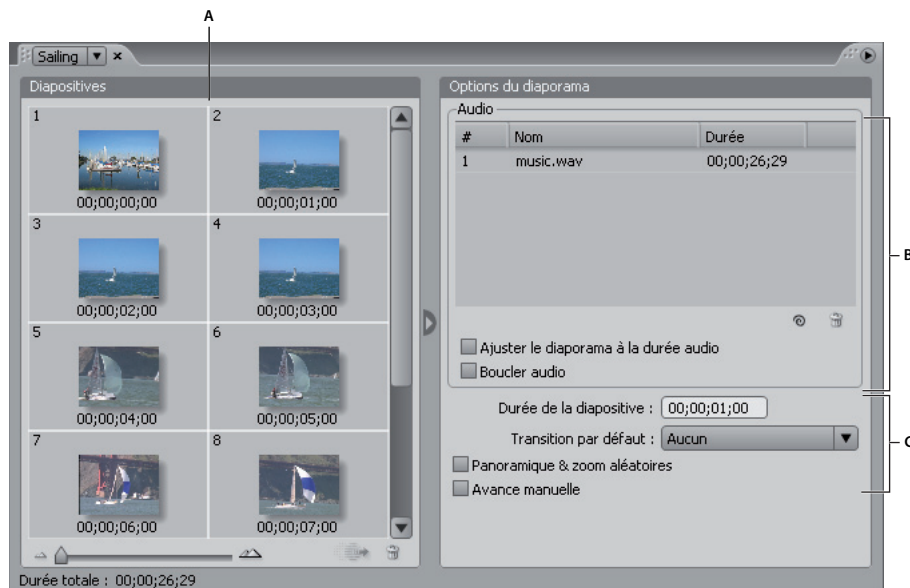 A
Sailing
Diapositives
1
2
00;00;00;00
00;00;01;00
3
4
00;00;02;00
00;00;03;00
5
6
00;00;04;00
00;00;05;00
7
8
00;00;06;00
00;00;07;00
Durée totale : 00;00;26;29
Options du diaporama
Audio
# Nom Durée
1 music.wav 00;00;26;29
Ajuster le diaporama à la durée audio
Boucler audio
B
Durée de la diapositive : 00;00;01;00
Transition par défaut : Aucun
Panoramique & zoom aléatoires
Avance manuelle
C